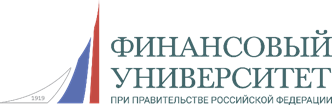 1919
ФИНАНСОВЫЙ
УНИВЕРСИТЕТ
ПРИ ПРАВИТЕЛЬСТВЕ РОССИЙСКОЙ ФЕДЕРАЦИИ